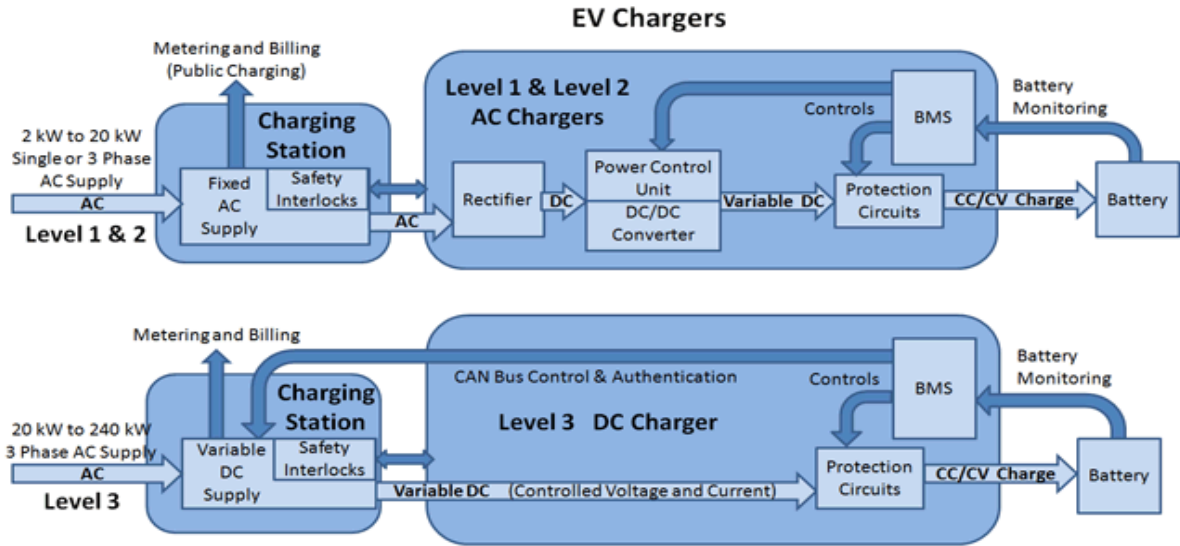 EV Chargers
Metering and Billing
(Public Charging)
2 kW to 20 kW
Single or 3 Phase
AC Supply
AC
Level 1 & 2
Charging
Station
Fixed
AC
Supply
Safety
Interlocks
AC
Level 1 & Level 2
AC Chargers
Rectifier
DC
Power Control
Unit
DC/DC
Converter
Variable DC
Controls
BMS
Protection
Circuits
Battery
Monitoring
CC/CV Charge
Battery
Metering and Billing
20 kW to 240 kW
3 Phase AC Supply
AC
Level 3
Charging
Station
Variable
DC
Supply
Safety
Interlocks
CAN Bus Control & Authentication
Level 3 DC Charger
Variable DC (Controlled Voltage and Current)
Controls
BMS
Protection
Circuits
Battery
Monitoring
CC/CV Charge
Battery